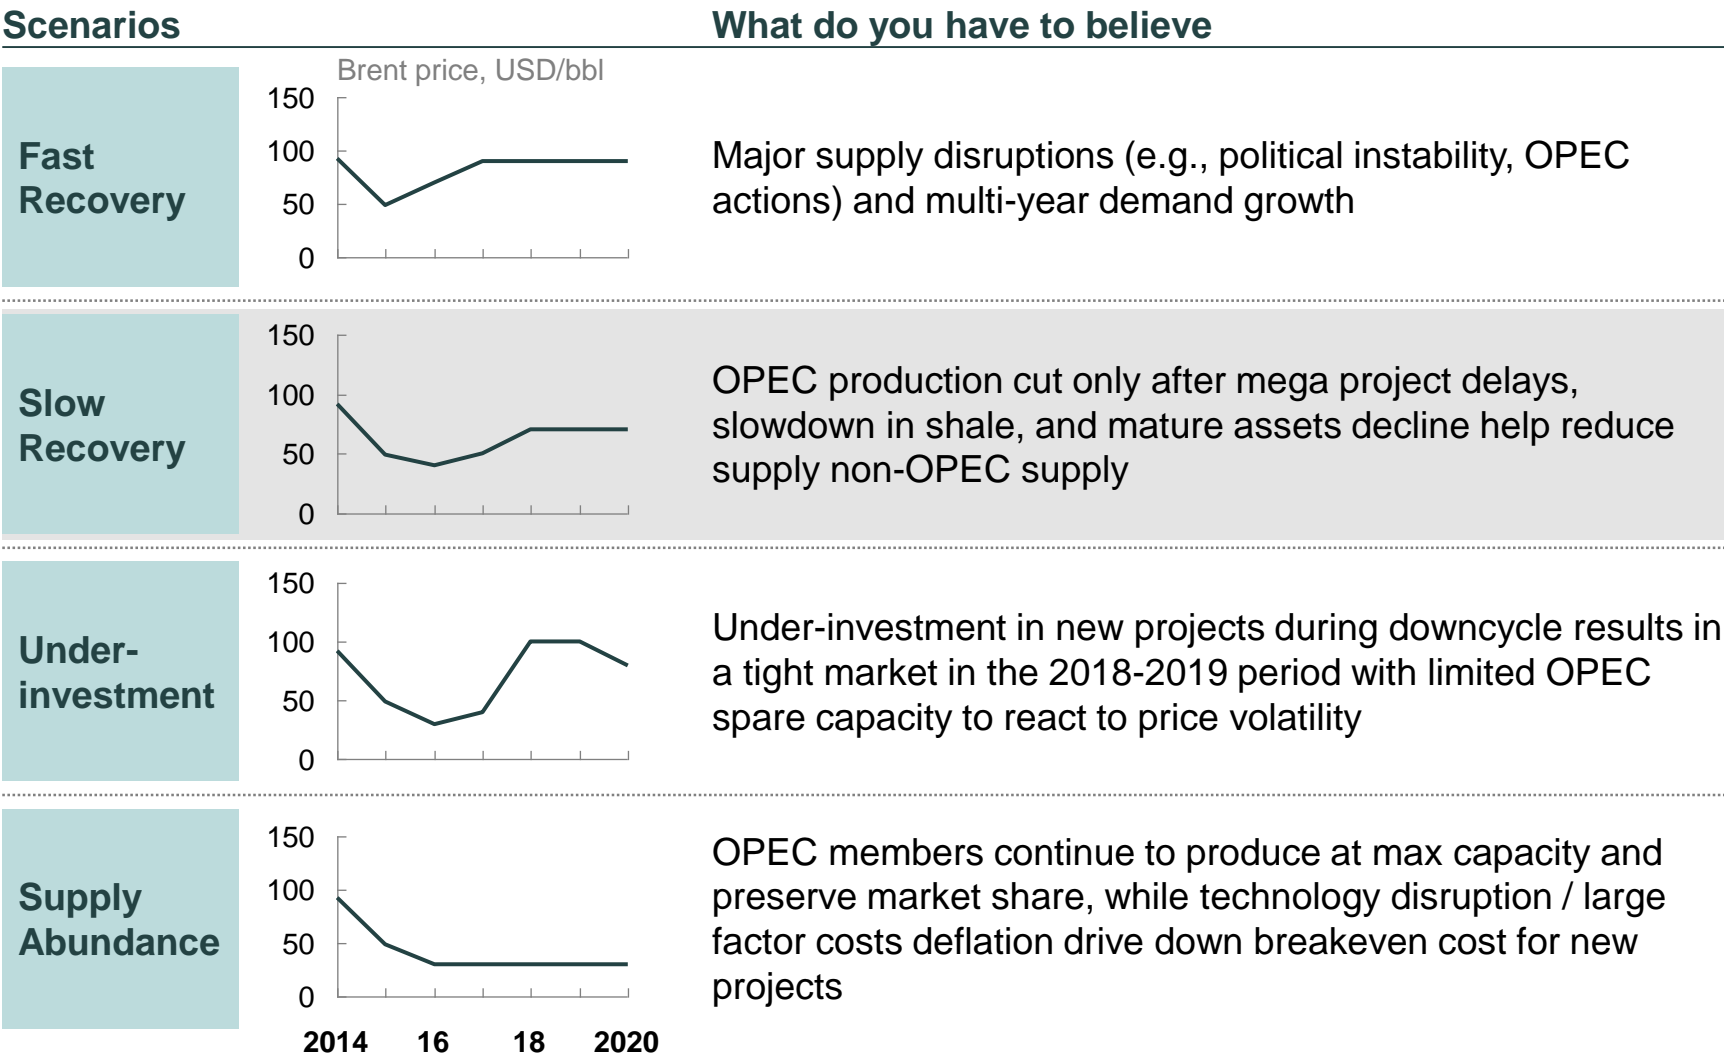 Scenarios
What do you have to believe
Brent price, USD/bbl
Fast
Recovery
150
100
50
0
Major supply disruptions (e.g., political instability, OPEC
actions) and multi-year demand growth
Slow
Recovery
150
100
50
0
OPEC production cut only after mega project delays,
slowdown in shale, and mature assets decline help reduce
supply non-OPEC supply
Under-
investment
150
100
50
0
Under-investment in new projects during downcycle results in
a tight market in the 2018-2019 period with limited OPEC
spare capacity to react to price volatility
Supply
Abundance
150
100
50
0
2014 16 18 2020
OPEC members continue to produce at max capacity and
preserve market share, while technology disruption / large
factor costs deflation drive down breakeven cost for new
projects